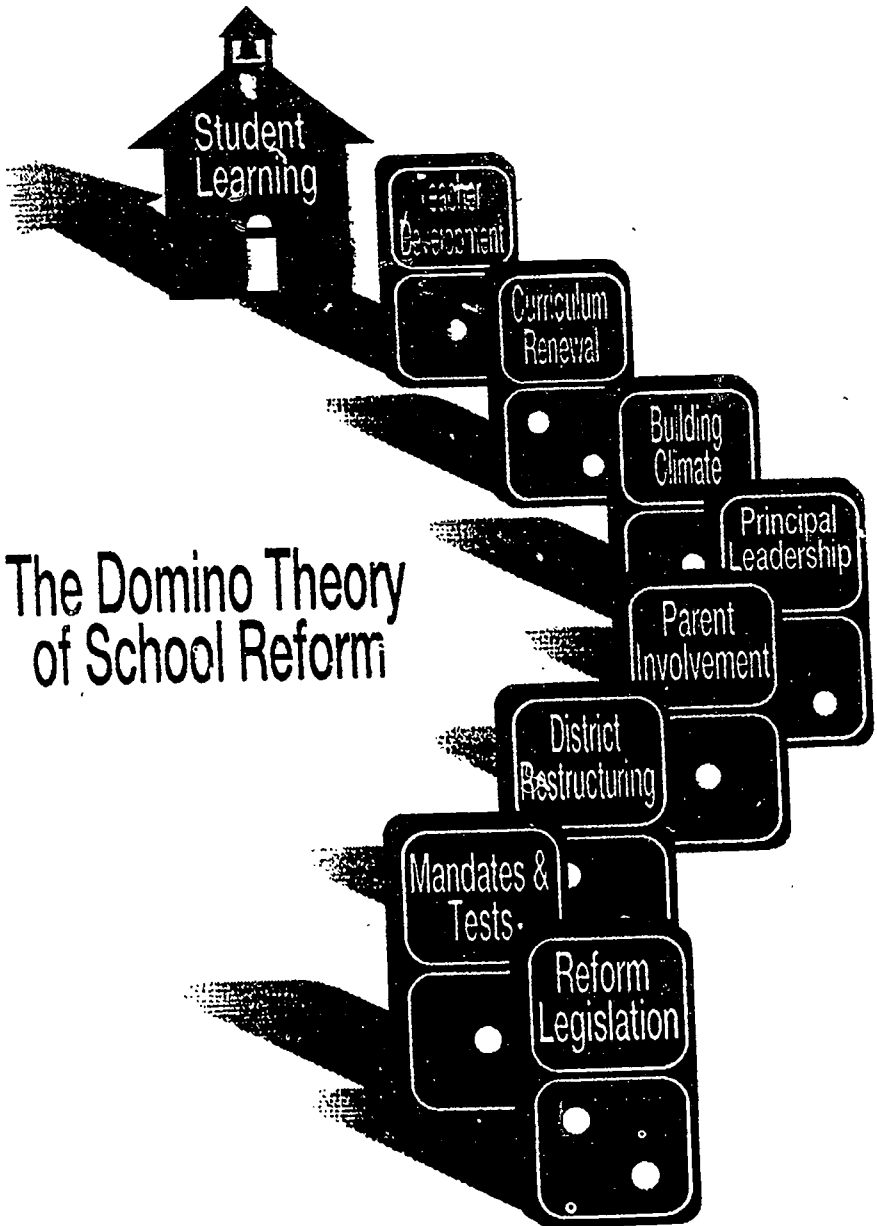 Student
Learning
Teacher
Development
Curriculum
Renewal
Building
Climate
Principal
Leadership
The Domino Theory
of School Reform
Parent
Involvement
District
Restructuring
Mandates &
Tests
Reform
Legislation